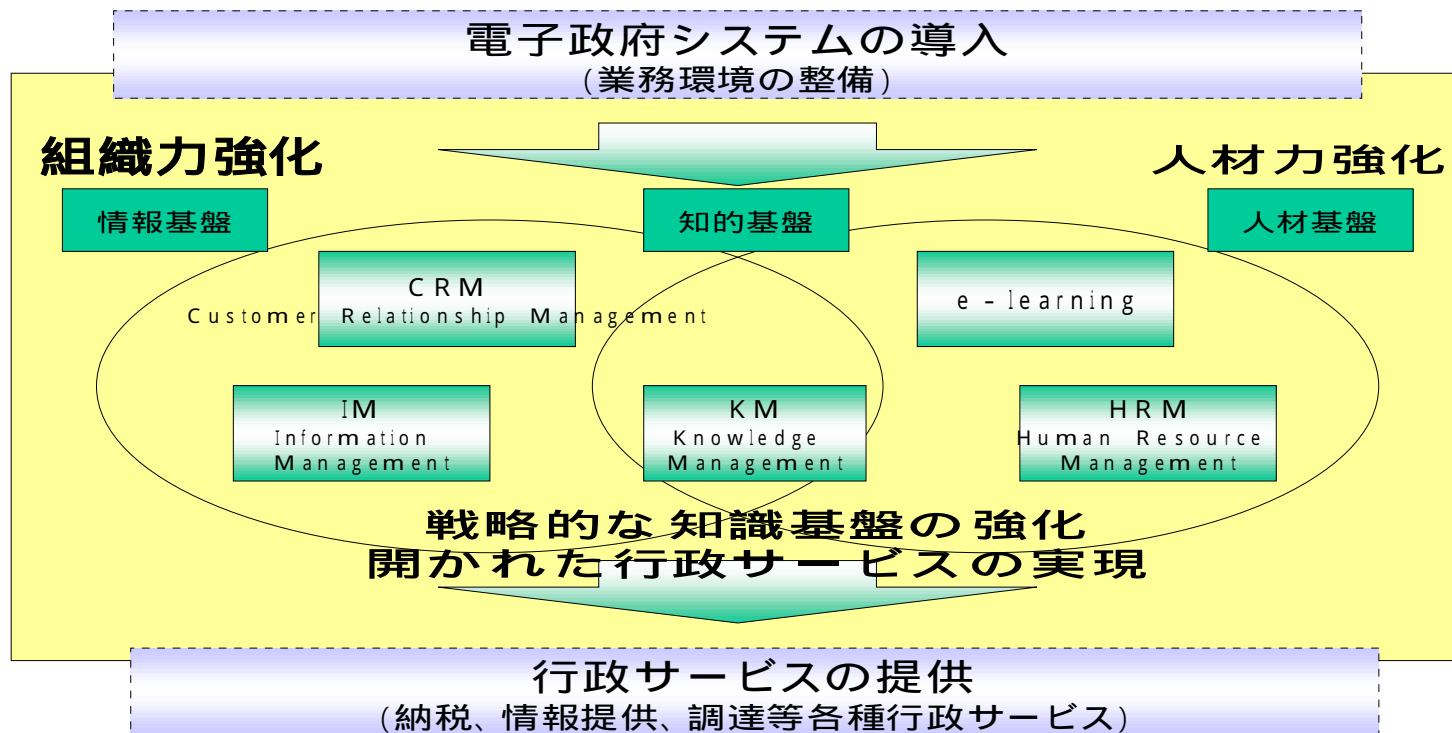 電子政府システムの導入
(業務環境の整備)
組織力強化
人材力強化
情報基盤
知的基盤
人材基盤
CRM
Customer Relationship Management
e-learning
IM
Information
Management
KM
Knowledge
Management
HRM
Human Resource
Management
戦略的な知識基盤の強化
開かれた行政サービスの実現
行政サービスの提供
(納税、情報提供、調達等各種行政サービス)